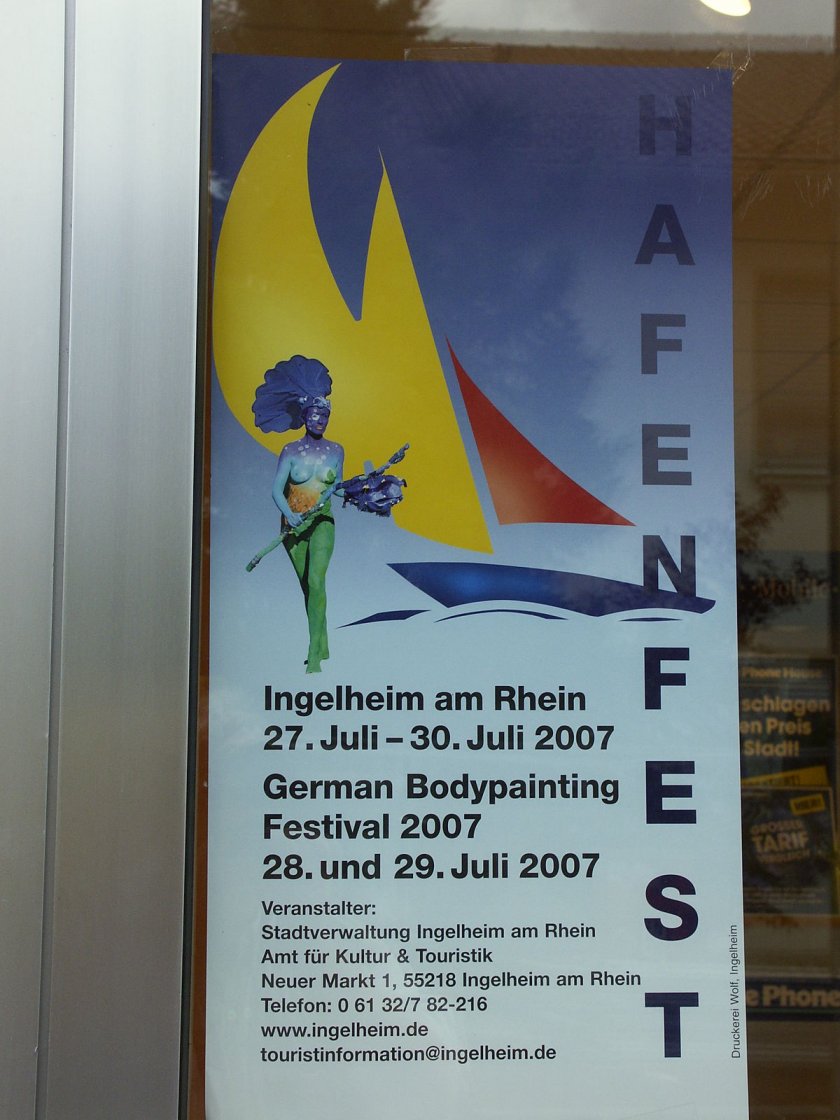 HAFENFEST
Ingelheim am Rhein
27. Juli – 30. Juli 2007
German Bodypainting
Festival 2007
28. und 29. Juli 2007
Veranstalter:
Stadtverwaltung Ingelheim am Rhein
Amt für Kultur & Touristik
Neuer Markt 1, 55218 Ingelheim am Rhein
Telefon: 0 61 32/7 82-216
www.ingelheim.de
touristinformation@ingelheim.de
Druckerei Wolf, Ingelheim
Mobile
Phone House
schlagen
en Preis
Stadt!
GROSSER
TARIF
e Phone